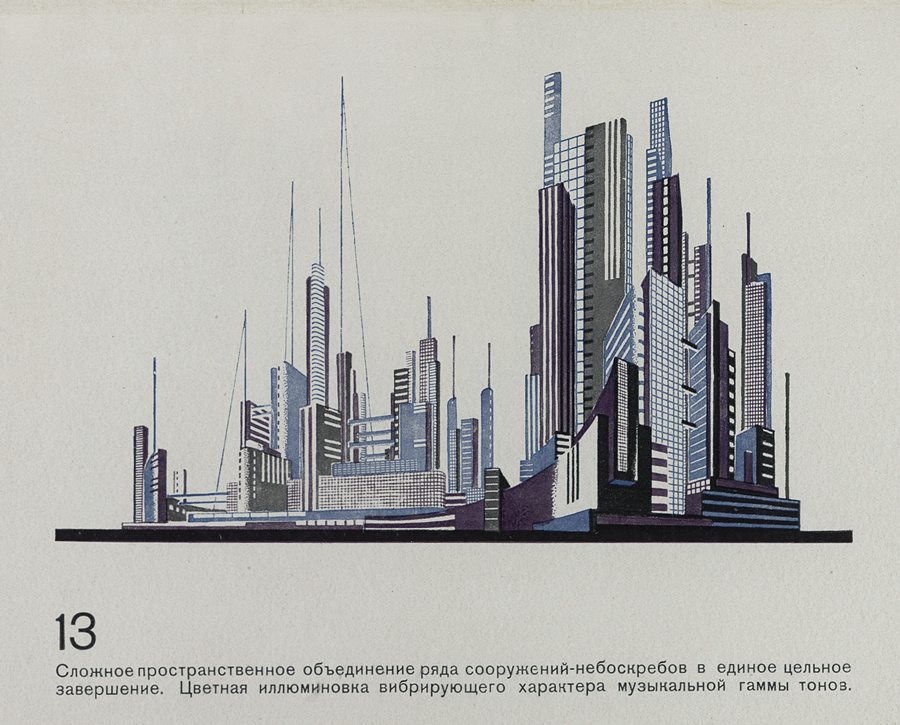 13
Сложное пространственное объединение ряда сооружений-небоскребов в единое цельное
завершение. Цветная иллюминовка вибрирующего характера музыкальной гаммы тонов.